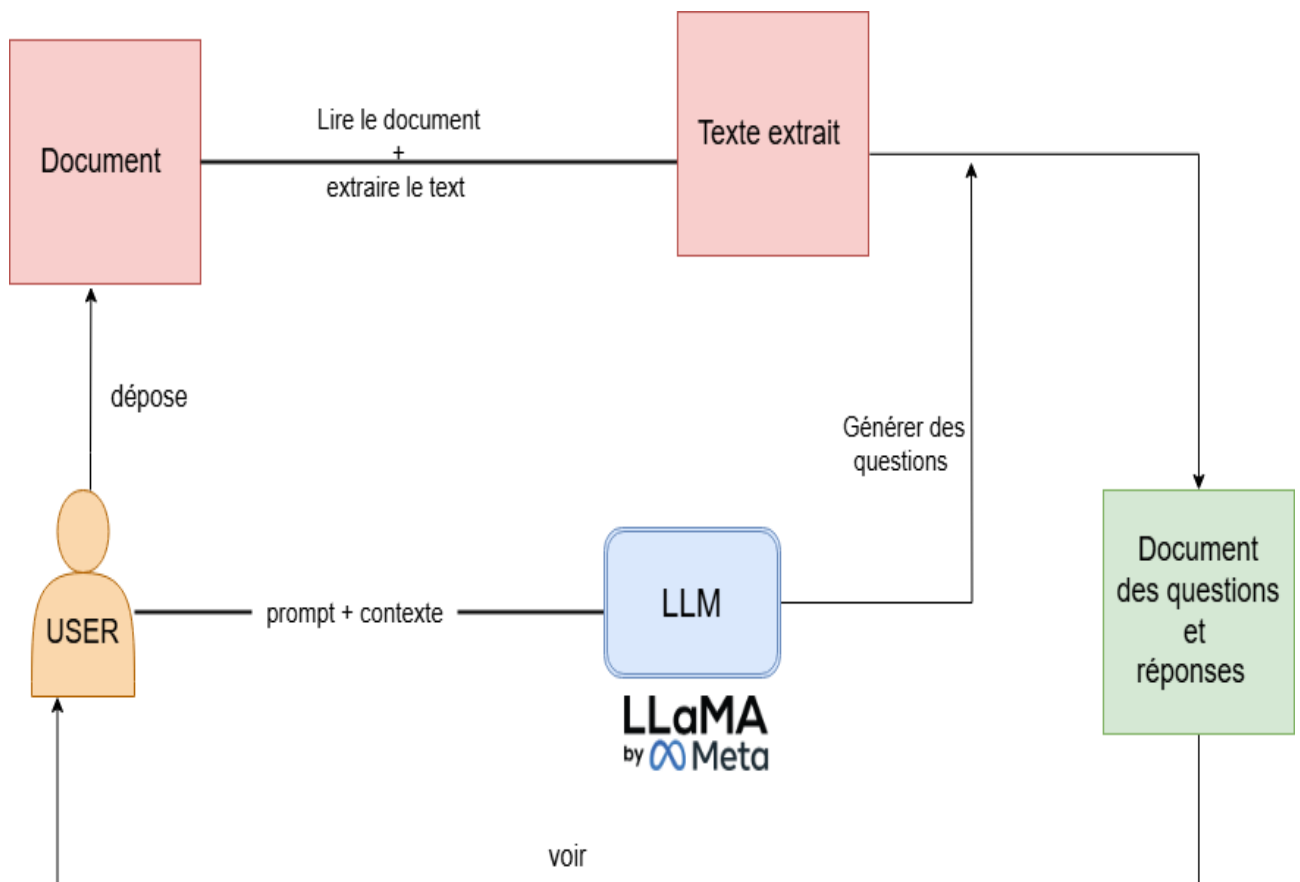 Document
Lire le document
+
extraire le text
Texte extrait
dépose
Générer des
questions
USER
prompt + contexte
LLM
LLaMA
by Meta
Document
des questions
et
réponses
voir